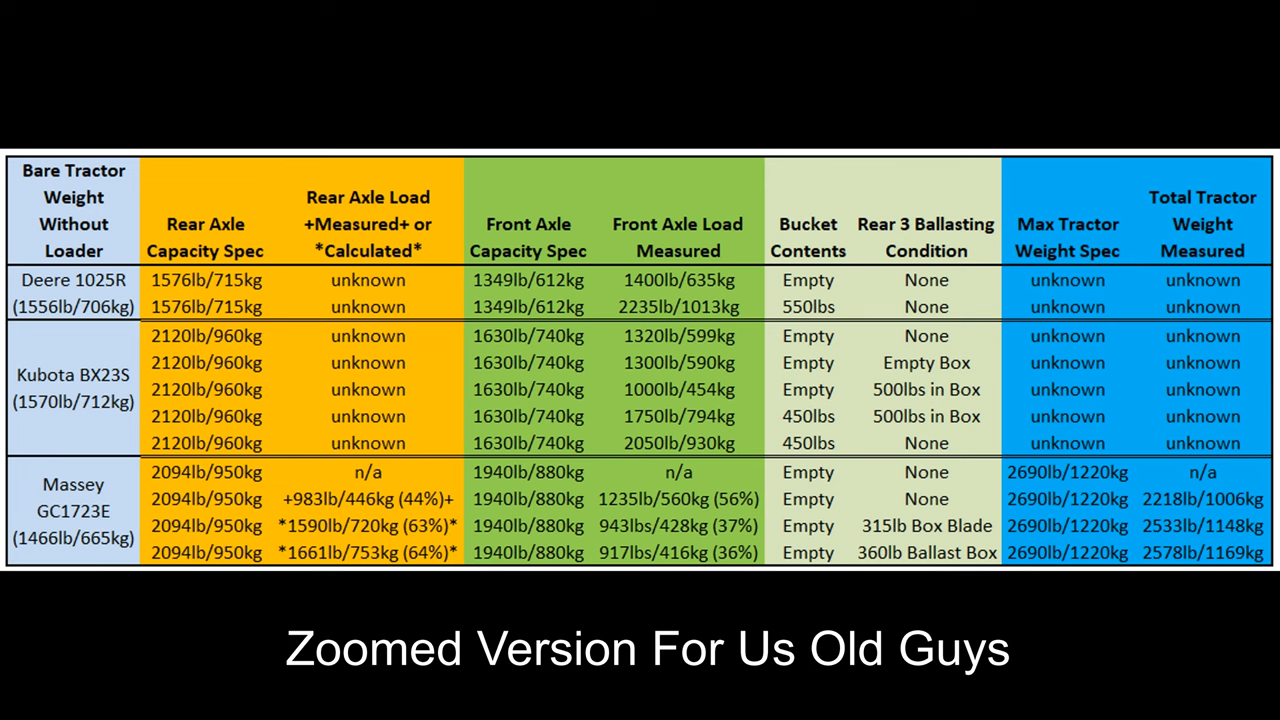 Bare Tractor
Weight
Without
Loader
Rear Axle
Capacity Spec
Rear Axle Load
+Measured+ or
*Calculated*
Front Axle
Capacity Spec
Front Axle Load
Measured
Bucket
Contents
Rear 3 Ballasting
Condition
Max Tractor
Weight Spec
Total Tractor
Weight
Measured
Deere 1025R
(1556lb/706kg)
1576lb/715kg unknown 1349lb/612kg 1400lb/635kg Empty None unknown unknown
1576lb/715kg unknown 1349lb/612kg 2235lb/1013kg 550lbs None unknown unknown
Kubota BX23S
(1570lb/712kg)
2120lb/960kg unknown 1630lb/740kg 1320lb/599kg Empty None unknown unknown
2120lb/960kg unknown 1630lb/740kg 1300lb/590kg Empty Empty Box unknown unknown
2120lb/960kg unknown 1630lb/740kg 1000lb/454kg Empty 500lbs in Box unknown unknown
2120lb/960kg unknown 1630lb/740kg 1750lb/794kg 450lbs 500lbs in Box unknown unknown
2120lb/960kg unknown 1630lb/740kg 2050lb/930kg 450lbs None unknown unknown
Massey
GC1723E
(1466lb/665kg)
2094lb/950kg n/a 1940lb/880kg n/a Empty None 2690lb/1220kg n/a
2094lb/950kg +983lb/446kg (44%)+ 1940lb/880kg 1235lb/560kg (56%) Empty None 2690lb/1220kg 2218lb/1006kg
2094lb/950kg *1590lb/720kg (63%)* 1940lb/880kg 943lbs/428kg (37%) Empty 315lb Box Blade 2690lb/1220kg 2533lb/1148kg
2094lb/950kg *1661lb/753kg (64%)* 1940lb/880kg 917lbs/416kg (36%) Empty 360lb Ballast Box 2690lb/1220kg 2578lb/1169kg
Zoomed Version For Us Old Guys